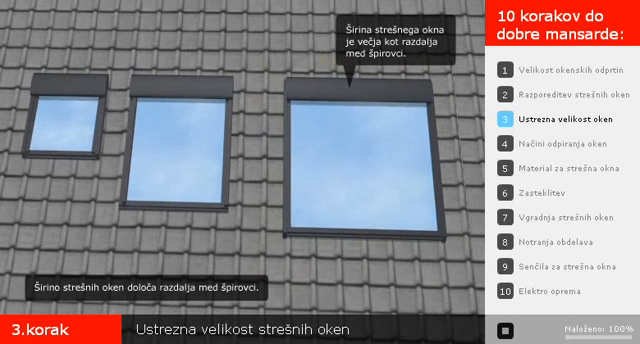 Širina strešnega okna
je večja kot razdalja
med špirovci.
Širino strešnih oken določa razdalja med špirovci.
3.korak
Ustrezna velikost strešnih oken
10 korakov do
dobre mansarde:
1 Velikost okenskih odprtin
2 Razporeditev strešnih oken
3 Ustrezna velikost oken
4 Načini odpiranja oken
5 Material za strešna okna
6 Zasteklitev
7 Vgradnja strešnih oken
8 Notranja obdelava
9 Senčila za strešna okna
10 Elektro oprema
Naloženo: 100%